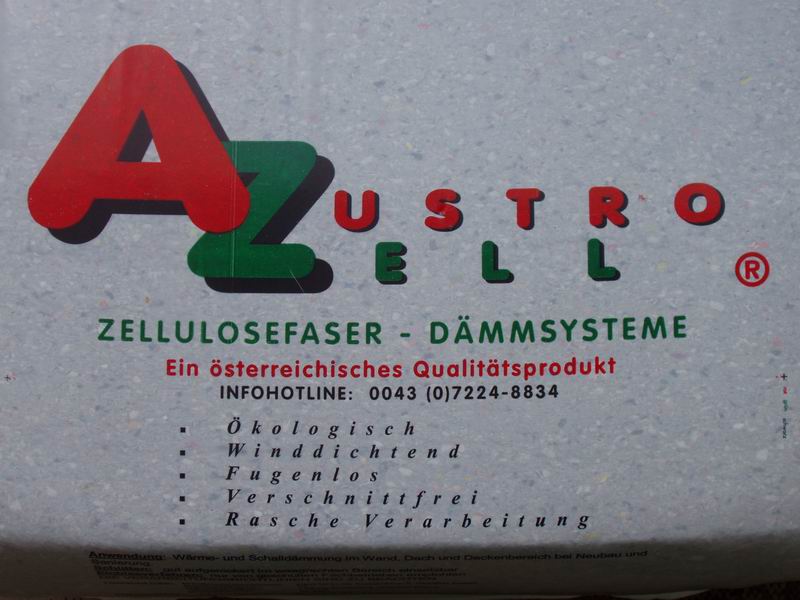 AUSTRO
ZELL ®
ZELLULOSEFASER - DÄMMSYSTEME
Ein österreichisches Qualitätsprodukt
INFOHOTLINE: 0043 (0)7224-8834
▪ Ökologisch
▪ Winddichtend
▪ Fugenlos
▪ Verschnittfrei
▪ Rasche Verarbeitung
Anwendung: Wärme- und Schalldämmung im Wand, Dach und Deckenbereich bei Neubau und
Sanierung